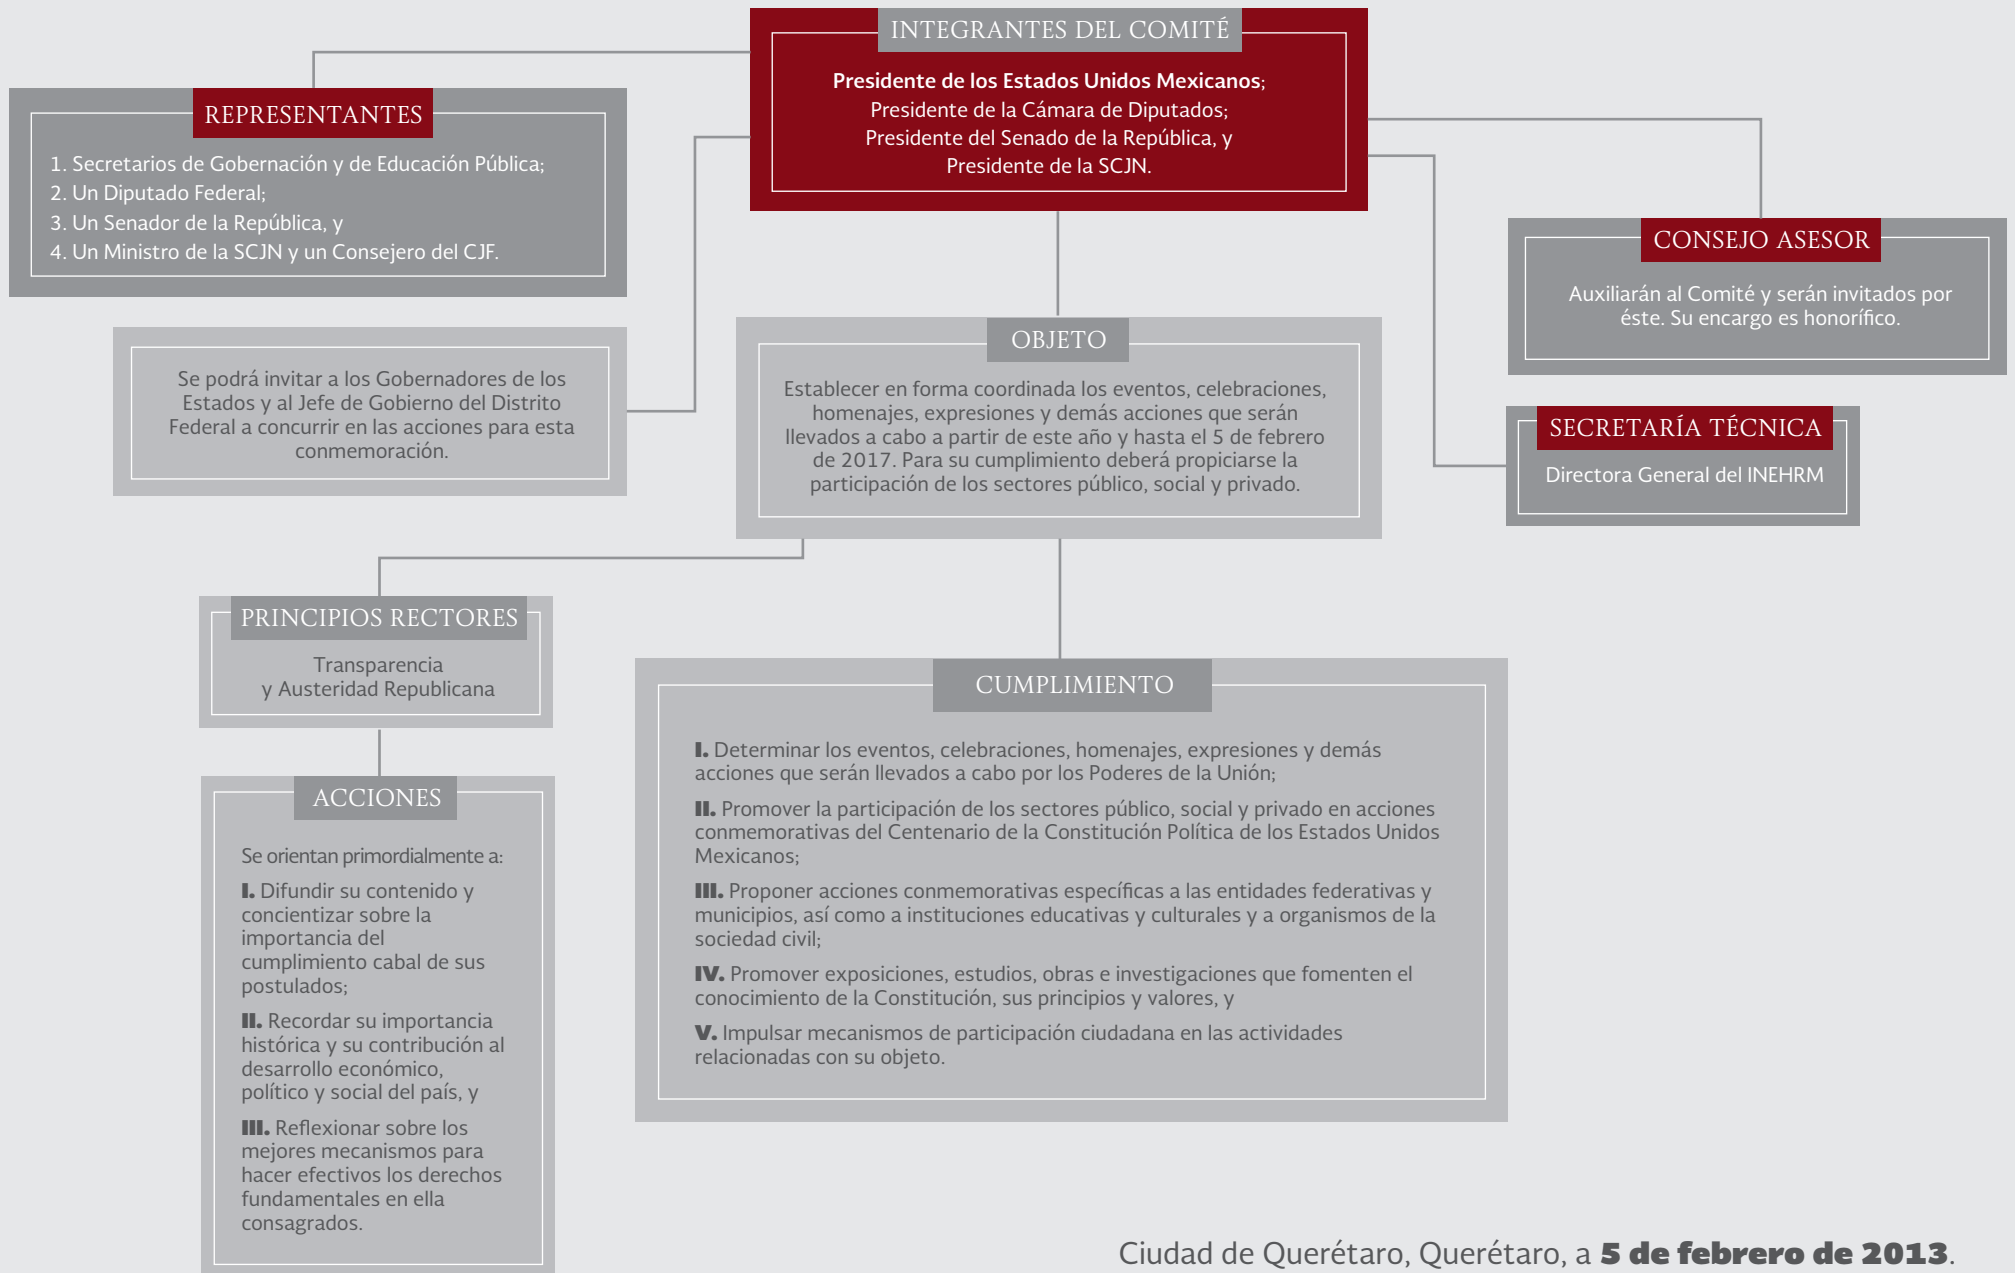 INTEGRANTES DEL COMITÉ
Presidente de los Estados Unidos Mexicanos;
Presidente de la Cámara de Diputados;
Presidente del Senado de la República, y
Presidente de la SCJN.
REPRESENTANTES
1. Secretarios de Gobernación y de Educación Pública;
2. Un Diputado Federal;
3. Un Senador de la República, y
4. Un Ministro de la SCJN y un Consejero del CJF.
CONSEJO ASESOR
Auxiliarán al Comité y serán invitados por
éste. Su encargo es honorífico.
Se podrá invitar a los Gobernadores de los
Estados y al Jefe de Gobierno del Distrito
Federal a concurrir en las acciones para esta
conmemoración.
OBJETO
Establecer en forma coordinada los eventos, celebraciones,
homenajes, expresiones y demás acciones que serán
llevados a cabo a partir de este año y hasta el 5 de febrero
de 2017. Para su cumplimiento deberá propiciarse la
participación de los sectores público, social y privado.
SECRETARÍA TÉCNICA
Directora General del INEHRM
PRINCIPIOS RECTORES
Transparencia
y Austeridad Republicana
CUMPLIMIENTO
I. Determinar los eventos, celebraciones, homenajes, expresiones y demás
acciones que serán llevados a cabo por los Poderes de la Unión;
II. Promover la participación de los sectores público, social y privado en acciones
conmemorativas del Centenario de la Constitución Política de los Estados Unidos
Mexicanos;
III. Proponer acciones conmemorativas específicas a las entidades federativas y
municipios, así como a instituciones educativas y culturales y a organismos de la
sociedad civil;
IV. Promover exposiciones, estudios, obras e investigaciones que fomenten el
conocimiento de la Constitución, sus principios y valores, y
V. Impulsar mecanismos de participación ciudadana en las actividades
relacionadas con su objeto.
ACCIONES
Se orientan primordialmente a:
I. Difundir su contenido y
concientizar sobre la
importancia del
cumplimiento cabal de sus
postulados;
II. Recordar su importancia
histórica y su contribución al
desarrollo económico,
político y social del país, y
III. Reflexionar sobre los
mejores mecanismos para
hacer efectivos los derechos
fundamentales en ella
consagrados.
Ciudad de Querétaro, Querétaro, a 5 de febrero de 2013.